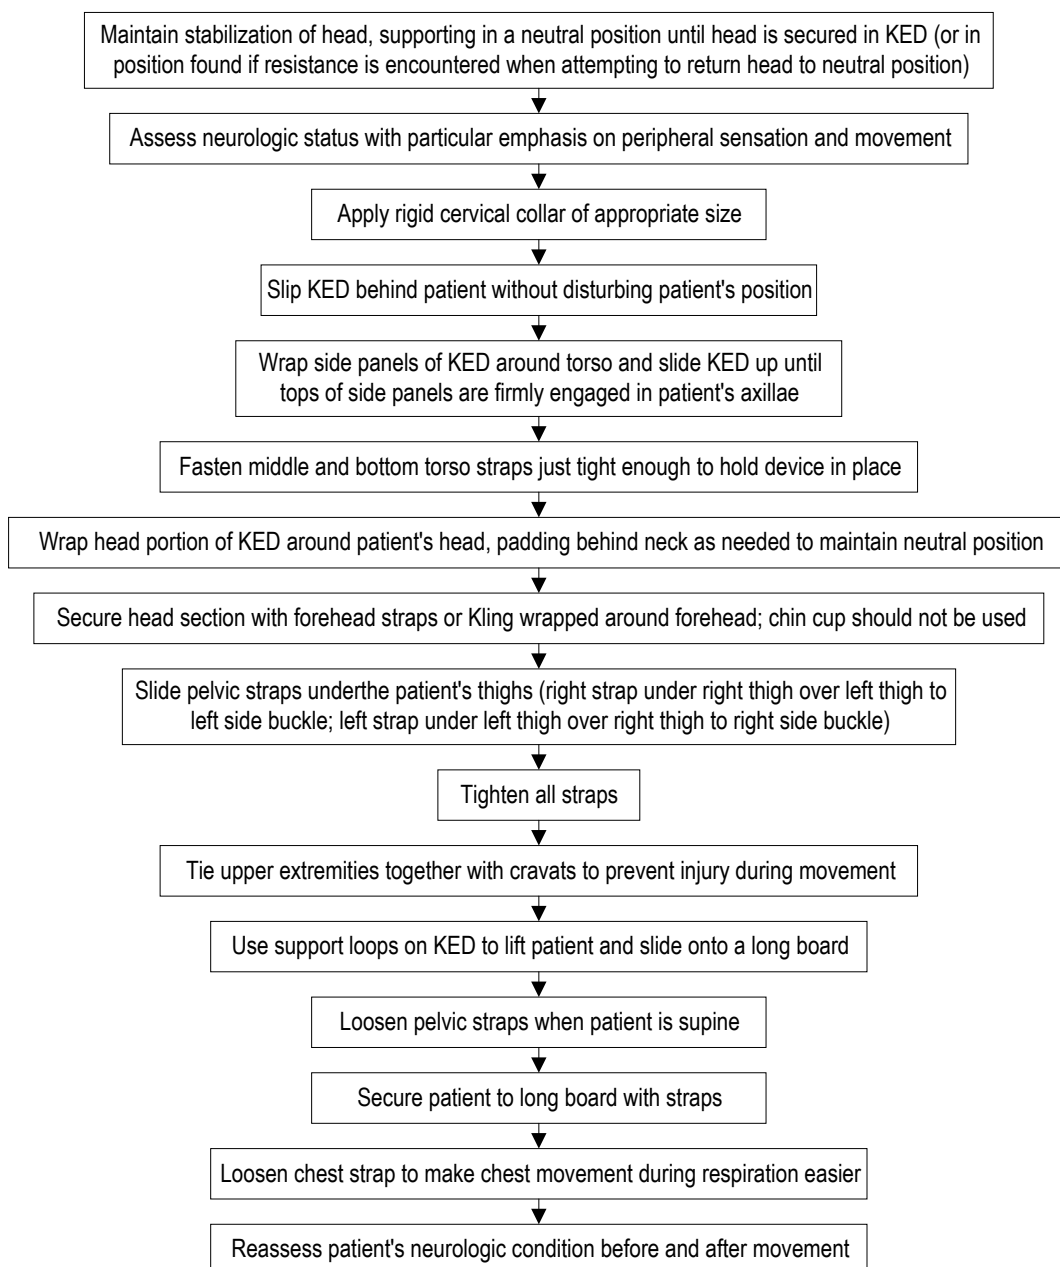 Maintain stabilization of head, supporting in a neutral position until head is secured in KED (or in
position found if resistance is encountered when attempting to return head to neutral position)
Assess neurologic status with particular emphasis on peripheral sensation and movement
Apply rigid cervical collar of appropriate size
Slip KED behind patient without disturbing patient's position
Wrap side panels of KED around torso and slide KED up until
tops of side panels are firmly engaged in patient's axillae
Fasten middle and bottom torso straps just tight enough to hold device in place
Wrap head portion of KED around patient's head, padding behind neck as needed to maintain neutral position
Secure head section with forehead straps or Kling wrapped around forehead; chin cup should not be used
Slide pelvic straps underthe patient's thighs (right strap under right thigh over left thigh to
left side buckle; left strap under left thigh over right thigh to right side buckle)
Tighten all straps
Tie upper extremities together with cravats to prevent injury during movement
Use support loops on KED to lift patient and slide onto a long board
Loosen pelvic straps when patient is supine
Secure patient to long board with straps
Loosen chest strap to make chest movement during respiration easier
Reassess patient's neurologic condition before and after movement